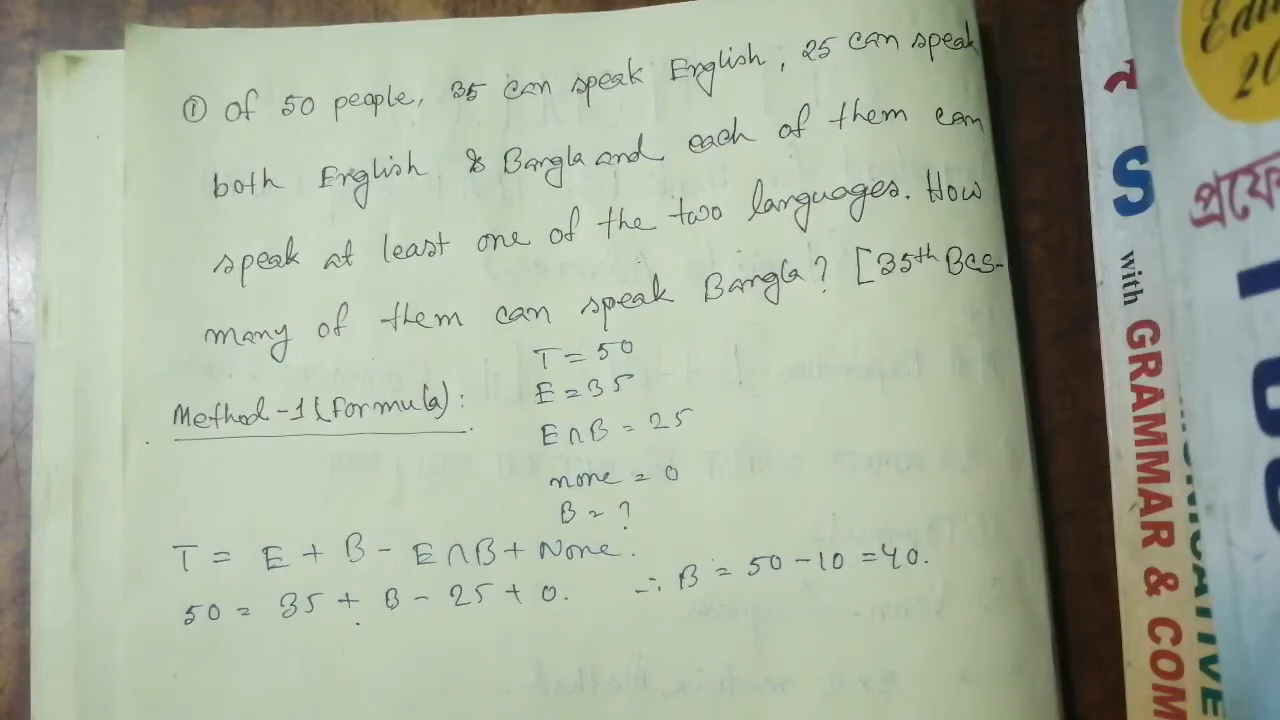 ① Of 50 people, 35 can speak English, 25 can speak
both English & Bangla and each of them can
speak at least one of the two languages. How
many of them can speak Bangla? [35th BCS-
Method-1 (Formula):
T = 50
E = 35
E∩B = 25
none = 0
B = ?
T = E + B - E∩B + None.
50 = 35 + B - 25 + 0. ∴ B = 50 - 10 = 40.
S with GRAMMAR & COM
প্রফে